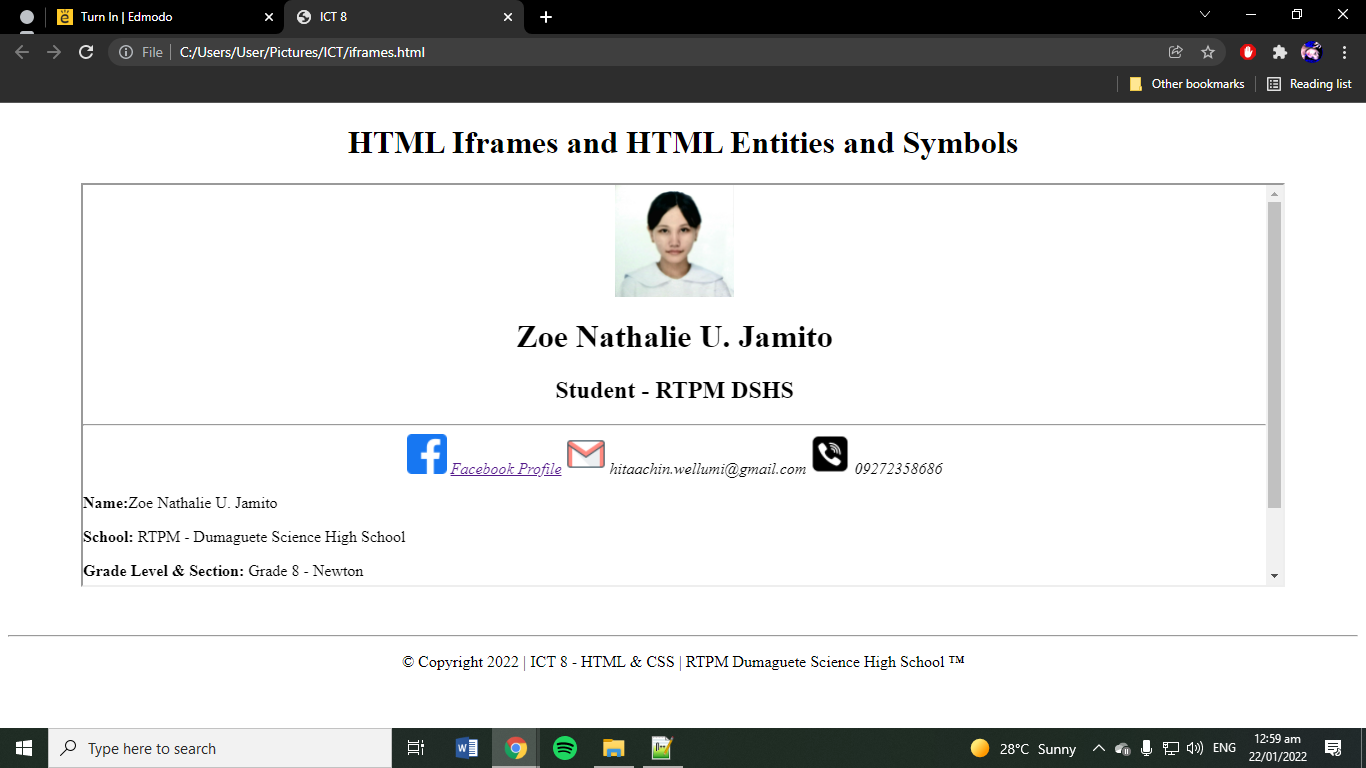 Turn In | Edmodo
ICT 8
File
C:/Users/User/Pictures/ICT/iframes.html
Other bookmarks
Reading list
HTML Iframes and HTML Entities and Symbols
Zoe Nathalie U. Jamito
Student - RTPM DSHS
Facebook Profile hitaachin.wellumi@gmail.com 09272358686
Name:Zoe Nathalie U. Jamito
School: RTPM - Dumaguete Science High School
Grade Level & Section: Grade 8 - Newton
© Copyright 2022 | ICT 8 - HTML & CSS | RTPM Dumaguete Science High School ™
Type here to search
28°C Sunny
ENG
12:59 am
22/01/2022